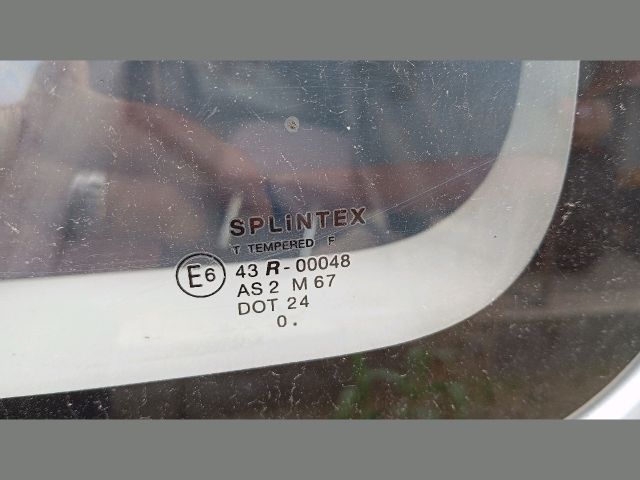 SPLiNTEX
T TEMPERED F
E6 43 R-00048
AS 2 M 67
DOT 24
0.